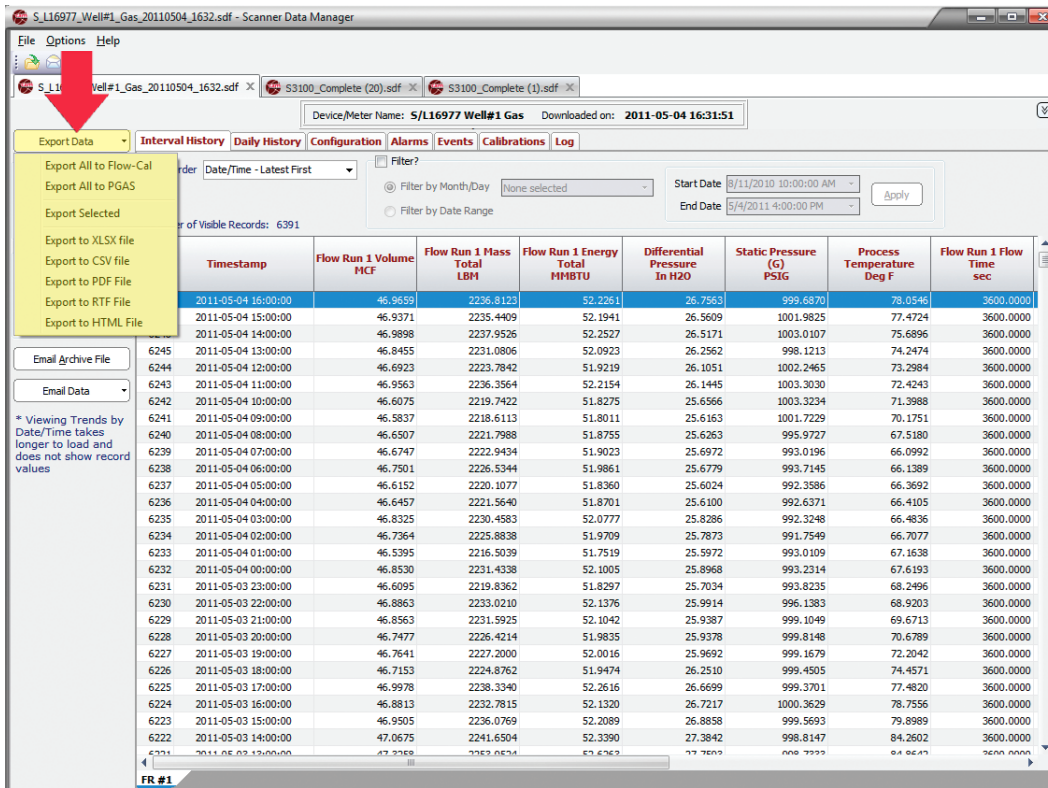 S_L16977_Well#1_Gas_20110504_1632.sdf - Scanner Data Manager
File Options Help
S_L1 Well#1_Gas_20110504_1632.sdf S3100_Complete (20).sdf S3100_Complete (1).sdf
Device/Meter Name: S/L16977 Well#1 Gas Downloaded on: 2011-05-04 16:31:51
Export Data Interval History Daily History Configuration Alarms Events Calibrations Log
Export All to Flow-Cal
Export All to PGAS
Export Selected
Export to XLSX file
Export to CSV file
Export to PDF File
Export to RTF File
Export to HTML File
Email Archive File
Email Data
* Viewing Trends by
Date/Time takes
longer to load and
does not show record
values
rder Date/Time - Latest First
Filter?
Filter by Month/Day None selected
Filter by Date Range
Start Date 8/11/2010 10:00:00 AM
End Date 5/4/2011 4:00:00 PM
Apply
er of Visible Records: 6391
Timestamp
Flow Run 1 Volume
MCF
Flow Run 1 Mass
Total
LBM
Flow Run 1 Energy
Total
MMBTU
Differential
Pressure
In H2O
Static Pressure
(G)
PSIG
Process
Temperature
Deg F
Flow Run 1 Flow
Time
sec
2011-05-04 16:00:00 46.9659 2236.8123 52.2261 26.7563 999.6870 78.0546 3600.0000
2011-05-04 15:00:00 46.9371 2235.4409 52.1941 26.5609 1001.9825 77.4724 3600.0000
2011-05-04 14:00:00 46.9898 2237.9526 52.2527 26.5171 1003.0107 75.6896 3600.0000
6245 2011-05-04 13:00:00 46.8455 2231.0806 52.0923 26.2562 998.1213 74.2474 3600.0000
6244 2011-05-04 12:00:00 46.6923 2223.7842 51.9219 26.1051 1002.2465 73.2984 3600.0000
6243 2011-05-04 11:00:00 46.9563 2236.3564 52.2154 26.1445 1003.3030 72.4243 3600.0000
6242 2011-05-04 10:00:00 46.6075 2219.7422 51.8275 25.6566 1003.3234 71.3988 3600.0000
6241 2011-05-04 09:00:00 46.5837 2218.6113 51.8011 25.6163 1001.7229 70.1751 3600.0000
6240 2011-05-04 08:00:00 46.6507 2221.7988 51.8755 25.6263 995.9727 67.5180 3600.0000
6239 2011-05-04 07:00:00 46.6747 2222.9434 51.9023 25.6972 993.0196 66.0992 3600.0000
6238 2011-05-04 06:00:00 46.7501 2226.5344 51.9861 25.6779 993.7145 66.1389 3600.0000
6237 2011-05-04 05:00:00 46.6152 2220.1077 51.8360 25.6024 992.3586 66.3692 3600.0000
6236 2011-05-04 04:00:00 46.6457 2221.5640 51.8701 25.6100 992.6371 66.4105 3600.0000
6235 2011-05-04 03:00:00 46.8325 2230.4583 52.0777 25.8286 992.3248 66.4836 3600.0000
6234 2011-05-04 02:00:00 46.7364 2225.8838 51.9709 25.7873 991.7549 66.7077 3600.0000
6233 2011-05-04 01:00:00 46.5395 2216.5039 51.7519 25.5972 993.0109 67.1638 3600.0000
6232 2011-05-04 00:00:00 46.8530 2231.4338 52.1005 25.8968 993.2314 67.6193 3600.0000
6231 2011-05-03 23:00:00 46.6095 2219.8362 51.8297 25.7034 993.8235 68.2496 3600.0000
6230 2011-05-03 22:00:00 46.8863 2233.0210 52.1376 25.9914 996.1383 68.9203 3600.0000
6229 2011-05-03 21:00:00 46.8563 2231.5925 52.1042 25.9387 999.1049 69.6713 3600.0000
6228 2011-05-03 20:00:00 46.7477 2226.4214 51.9835 25.9378 999.8148 70.6789 3600.0000
6227 2011-05-03 19:00:00 46.7641 2227.2000 52.0016 25.9692 999.1679 72.2042 3600.0000
6226 2011-05-03 18:00:00 46.7153 2224.8762 51.9474 26.2510 999.4505 74.4571 3600.0000
6225 2011-05-03 17:00:00 46.9978 2238.3340 52.2616 26.6699 999.3701 77.4820 3600.0000
6224 2011-05-03 16:00:00 46.8813 2232.7815 52.1320 26.7217 1000.3629 78.7556 3600.0000
6223 2011-05-03 15:00:00 46.9505 2236.0769 52.2089 26.8858 999.5693 79.8989 3600.0000
6222 2011-05-03 14:00:00 47.0675 2241.6504 52.3390 27.3842 998.8147 84.2602 3600.0000
FR #1